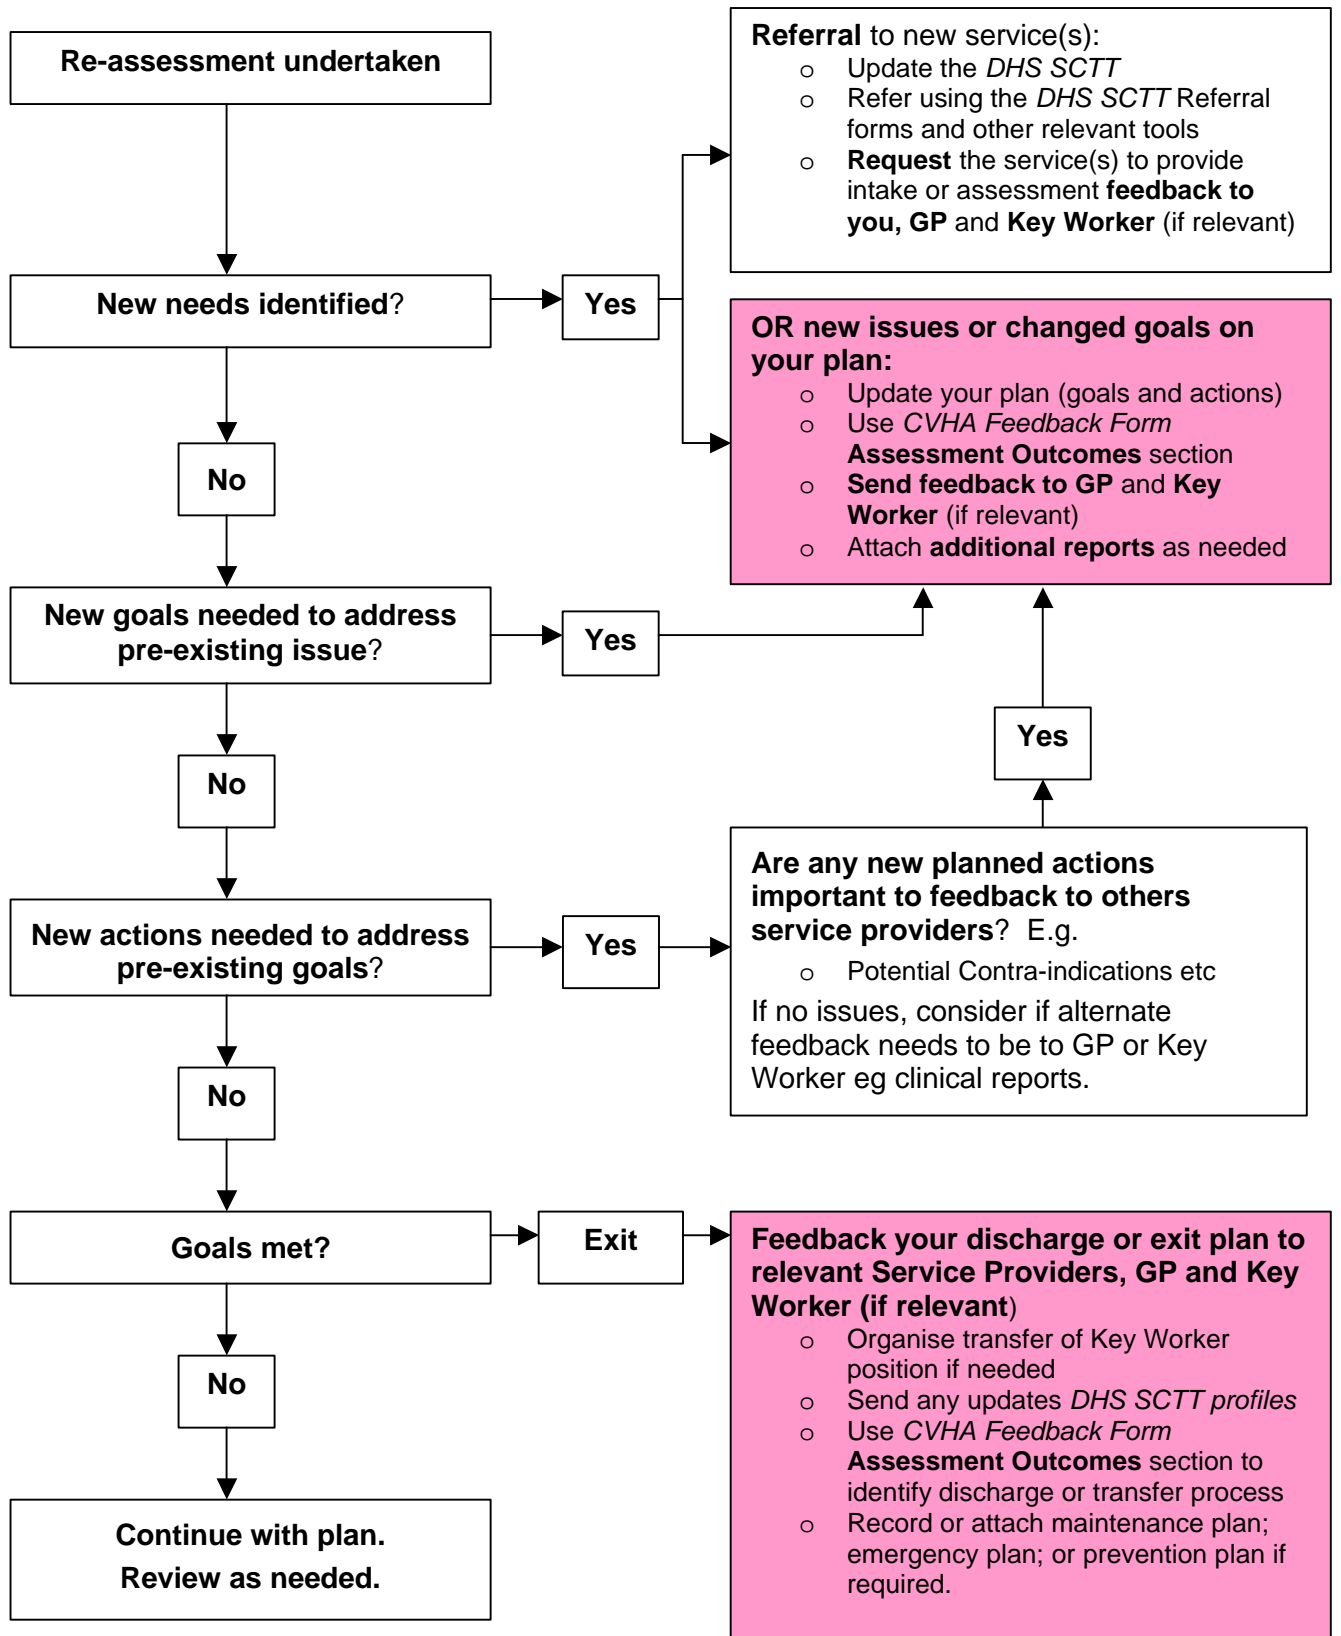 Re-assessment undertaken
Referral to new service(s):
o Update the DHS SCTT
o Refer using the DHS SCTT Referral
forms and other relevant tools
o Request the service(s) to provide
intake or assessment feedback to
you, GP and Key Worker (if relevant)
New needs identified?
Yes
OR new issues or changed goals on
your plan:
o Update your plan (goals and actions)
o Use CVHA Feedback Form
Assessment Outcomes section
o Send feedback to GP and Key
Worker (if relevant)
o Attach additional reports as needed
No
New goals needed to address
pre-existing issue?
Yes
Yes
No
New actions needed to address
pre-existing goals?
Yes
Are any new planned actions
important to feedback to others
service providers? E.g.
o Potential Contra-indications etc
If no issues, consider if alternate
feedback needs to be to GP or Key
Worker eg clinical reports.
No
Goals met?
Exit
Feedback your discharge or exit plan to
relevant Service Providers, GP and Key
Worker (if relevant)
o Organise transfer of Key Worker
position if needed
o Send any updates DHS SCTT profiles
o Use CVHA Feedback Form
Assessment Outcomes section to
identify discharge or transfer process
o Record or attach maintenance plan;
emergency plan; or prevention plan if
required.
No
Continue with plan.
Review as needed.